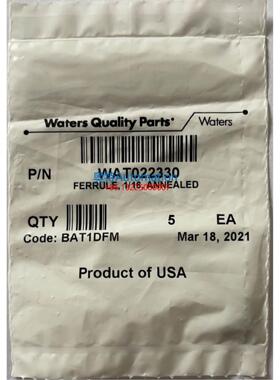 Waters Quality Parts
Waters
P/N
WAT022330
FERRULE, 1/16, ANNEALED
QTY 5 EA
Code: BAT1DFM Mar 18, 2021
Product of USA